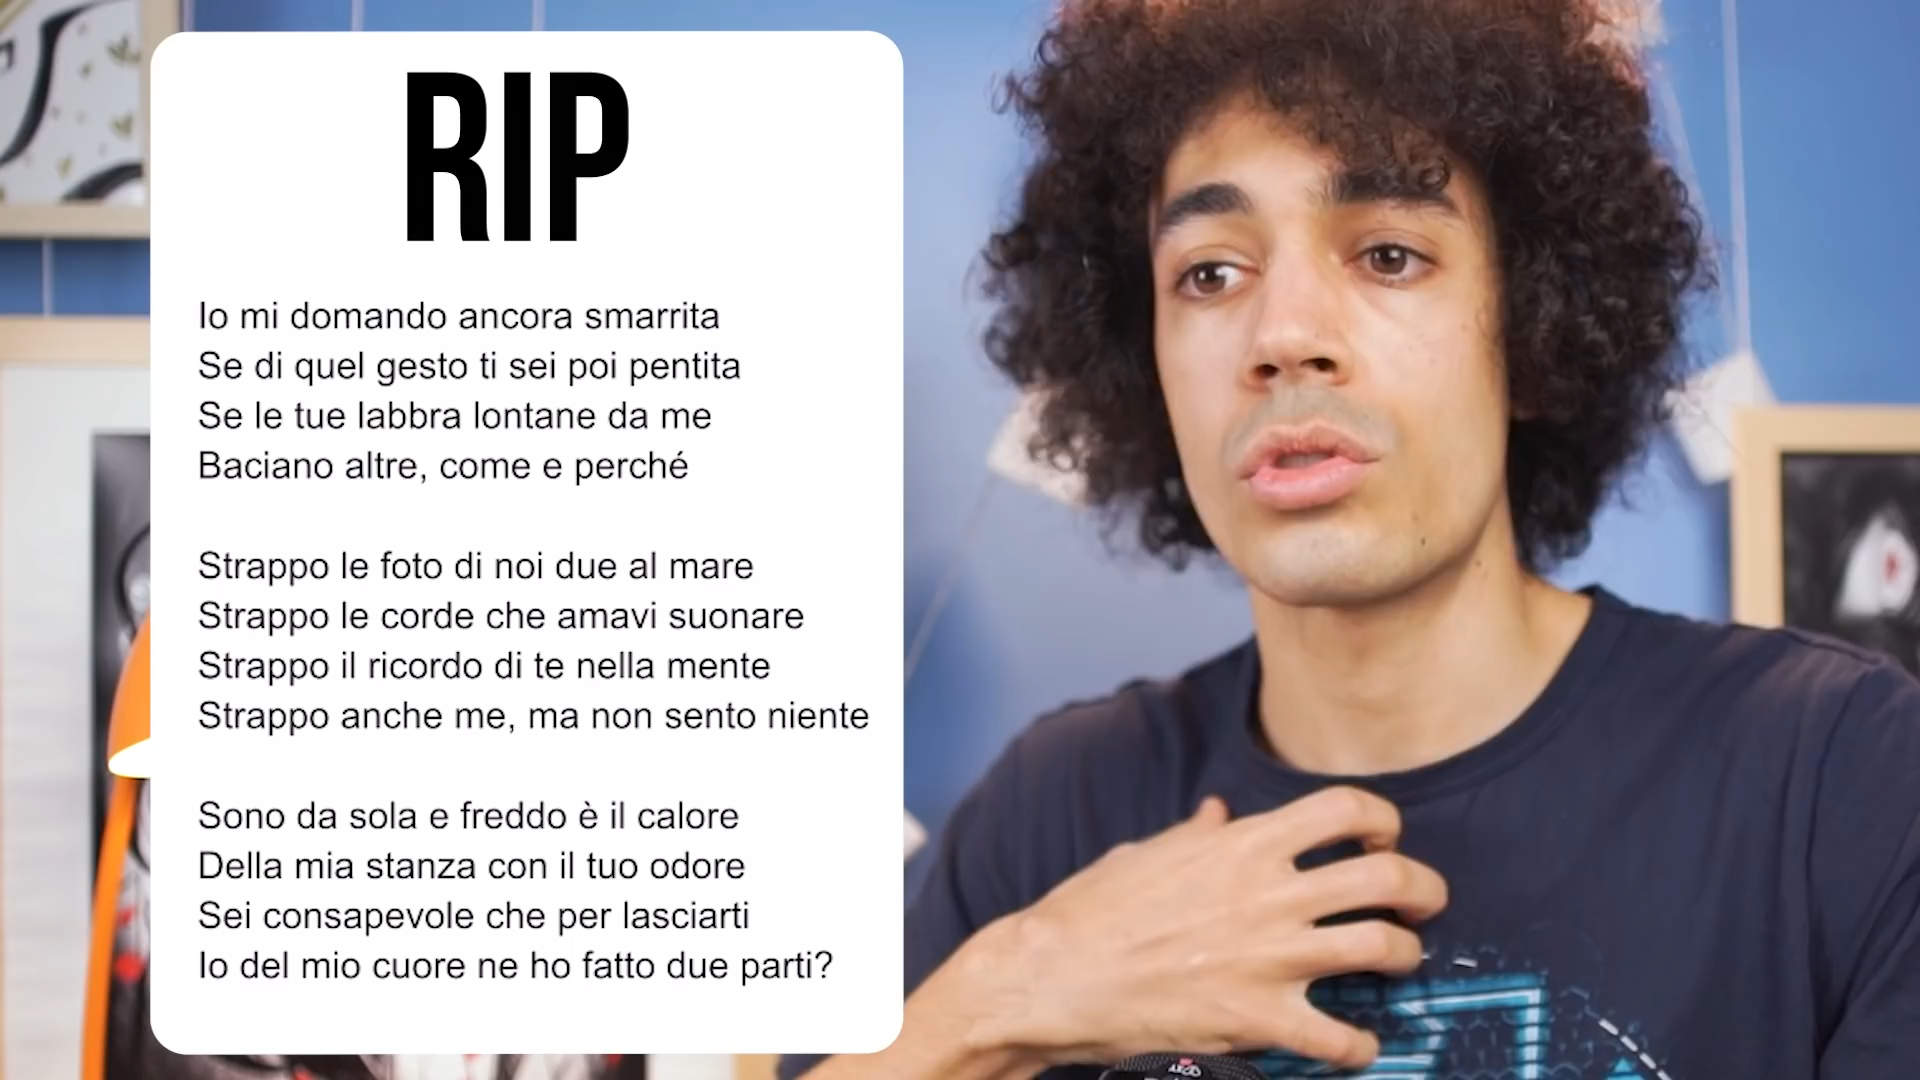 RIP
Io mi domando ancora smarrita
Se di quel gesto ti sei poi pentita
Se le tue labbra lontane da me
Baciano altre, come e perché
Strappo le foto di noi due al mare
Strappo le corde che amavi suonare
Strappo il ricordo di te nella mente
Strappo anche me, ma non sento niente
Sono da sola e freddo è il calore
Della mia stanza con il tuo odore
Sei consapevole che per lasciarti
Io del mio cuore ne ho fatto due parti?